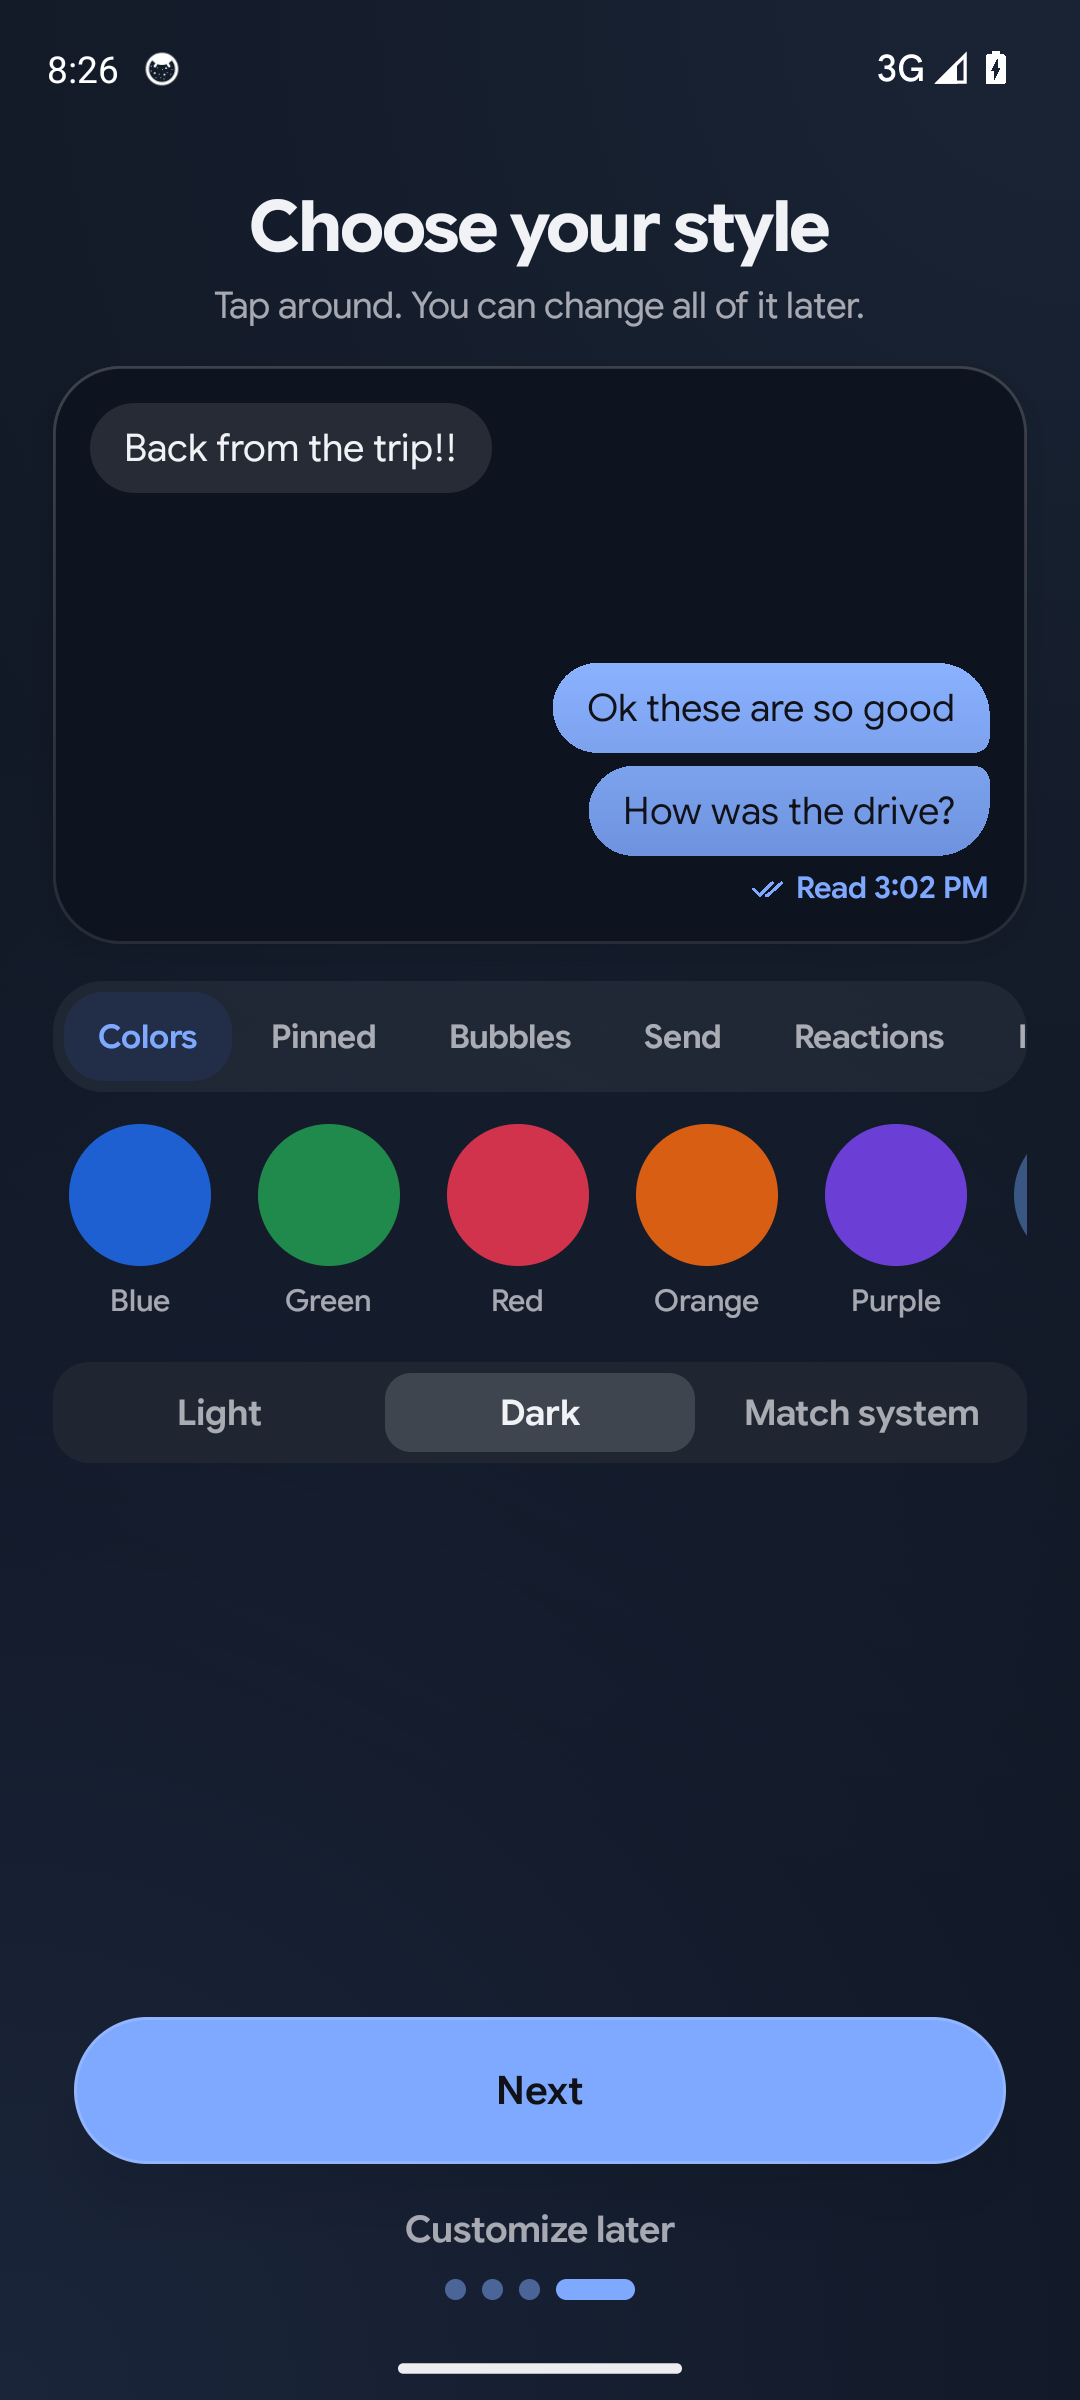 8:26
3G
Choose your style
Tap around. You can change all of it later.
Back from the trip!!
Ok these are so good
How was the drive?
Read 3:02 PM
Colors Pinned Bubbles Send Reactions
Blue Green Red Orange Purple
Light Dark Match system
Next
Customize later